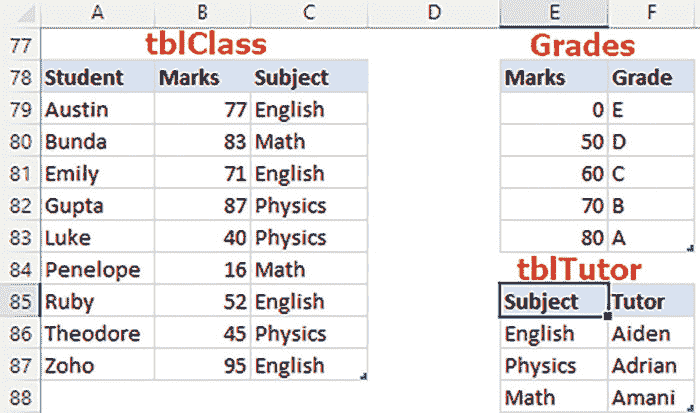 A B C D E F
77 tblClass Grades
78 Student Marks Subject Marks Grade
79 Austin 77 English 0 E
80 Bunda 83 Math 50 D
81 Emily 71 English 60 C
82 Gupta 87 Physics 70 B
83 Luke 40 Physics 80 A
84 Penelope 16 Math tblTutor
85 Ruby 52 English Subject Tutor
86 Theodore 45 Physics English Aiden
87 Zoho 95 English Physics Adrian
88 Math Amani